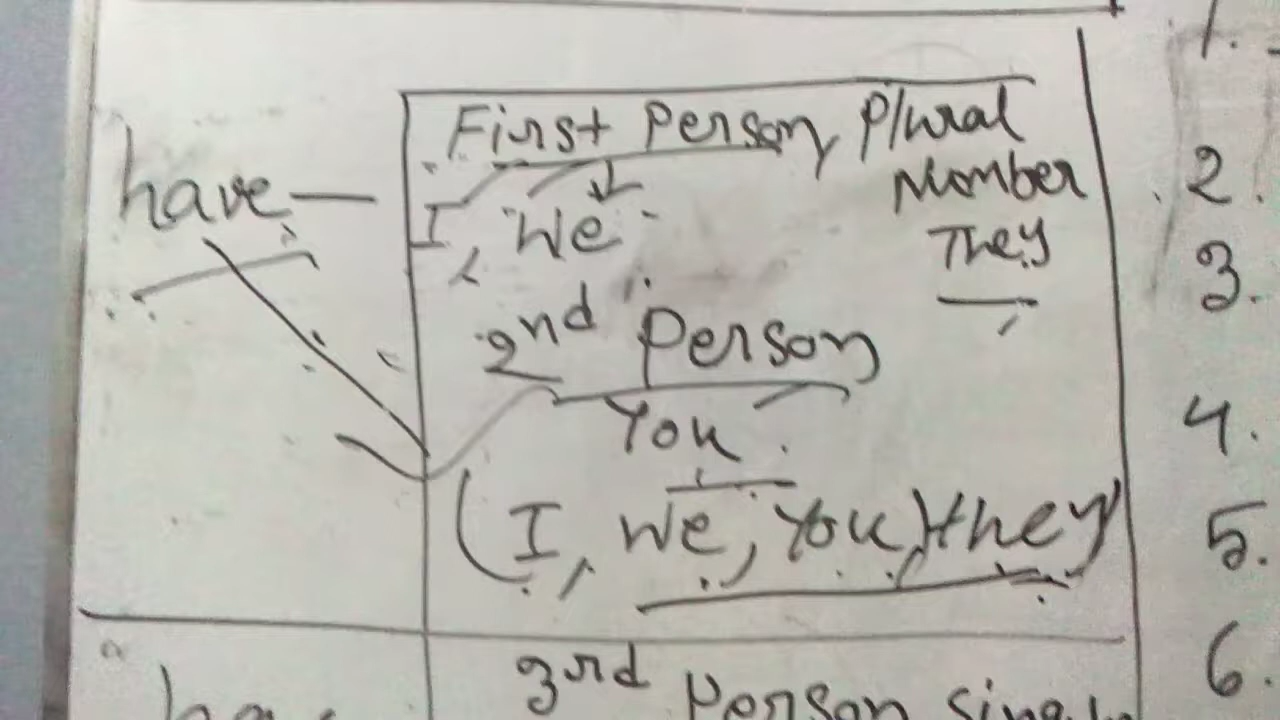 have – First Person, Plural
Number
I, We They
2nd Person
You.
(I, We, You, they)
3rd Person
1.
2.
3.
4.
5.
6.